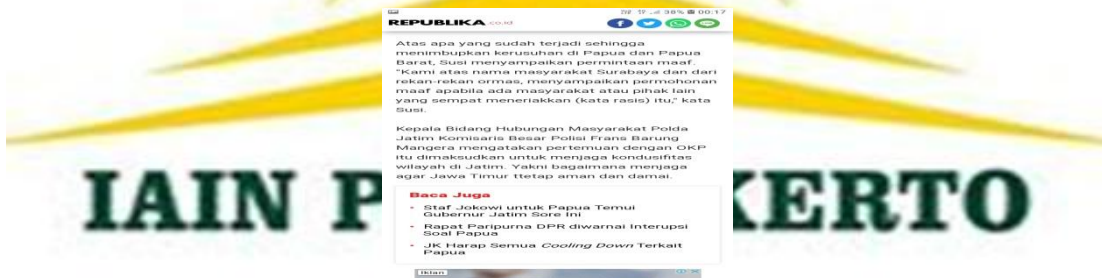 38% 00:17
REPUBLIKA.co.id
Atas apa yang sudah terjadi sehingga
menimbupkan kerusuhan di Papua dan Papua
Barat, Susi menyampaikan permintaan maaf.
"Kami atas nama masyarakat Surabaya dan dari
rekan-rekan ormas, menyampaikan permohonan
maaf apabila ada masyarakat atau pihak lain
yang sempat meneriakkan (kata rasis) itu," kata
Susi.
Kepala Bidang Hubungan Masyarakat Polda
Jatim Komisaris Besar Polisi Frans Barung
Mangera mengatakan pertemuan dengan OKP
itu dimaksudkan untuk menjaga kondusifitas
wilayah di Jatim. Yakni bagaimana menjaga
agar Jawa Timur ttetap aman dan damai.
Baca Juga
• Staf Jokowi untuk Papua Temui
Gubernur Jatim Sore Ini
• Rapat Paripurna DPR diwarnai Interupsi
Soal Papua
• JK Harap Semua Cooling Down Terkait
Papua
Iklan
IAIN P KERTO